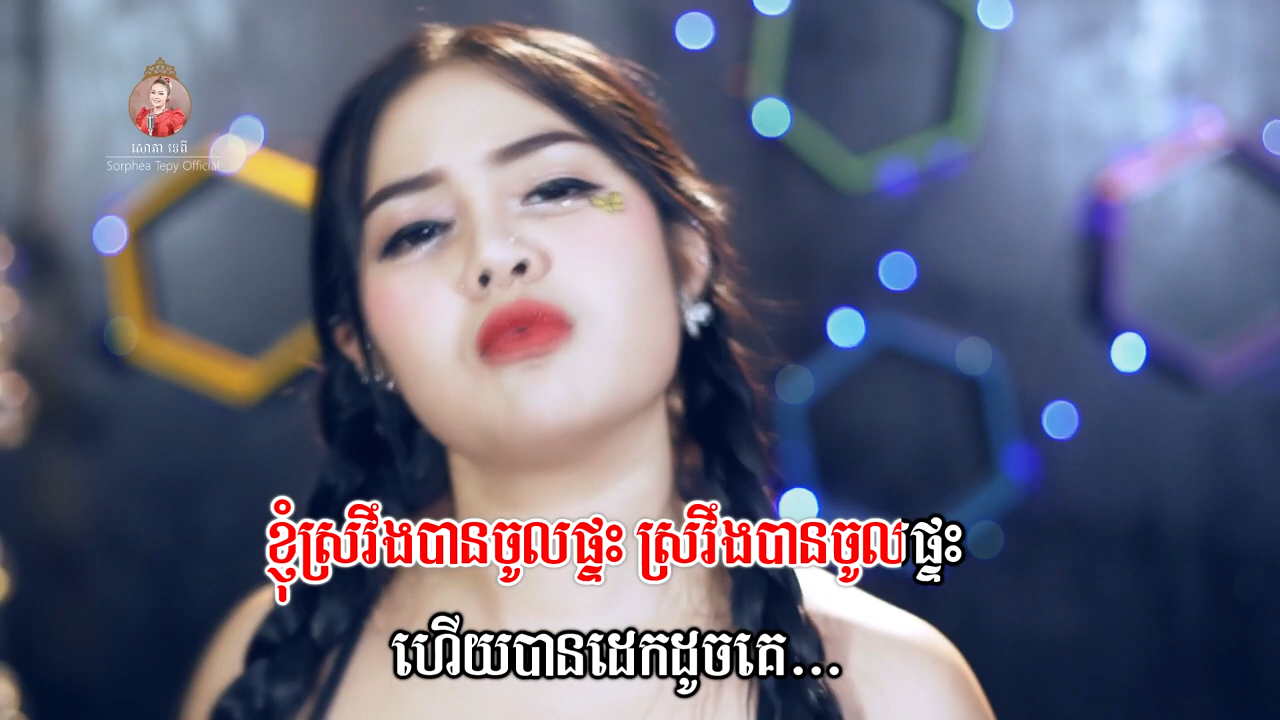 សោភា ទេពី
Sorphea Tepy Official
ខ្ញុំស្រវឹងបានចូលផ្ទះ ស្រវឹងបានចូលផ្ទះ
ហើយបានដេកដូចគេ...